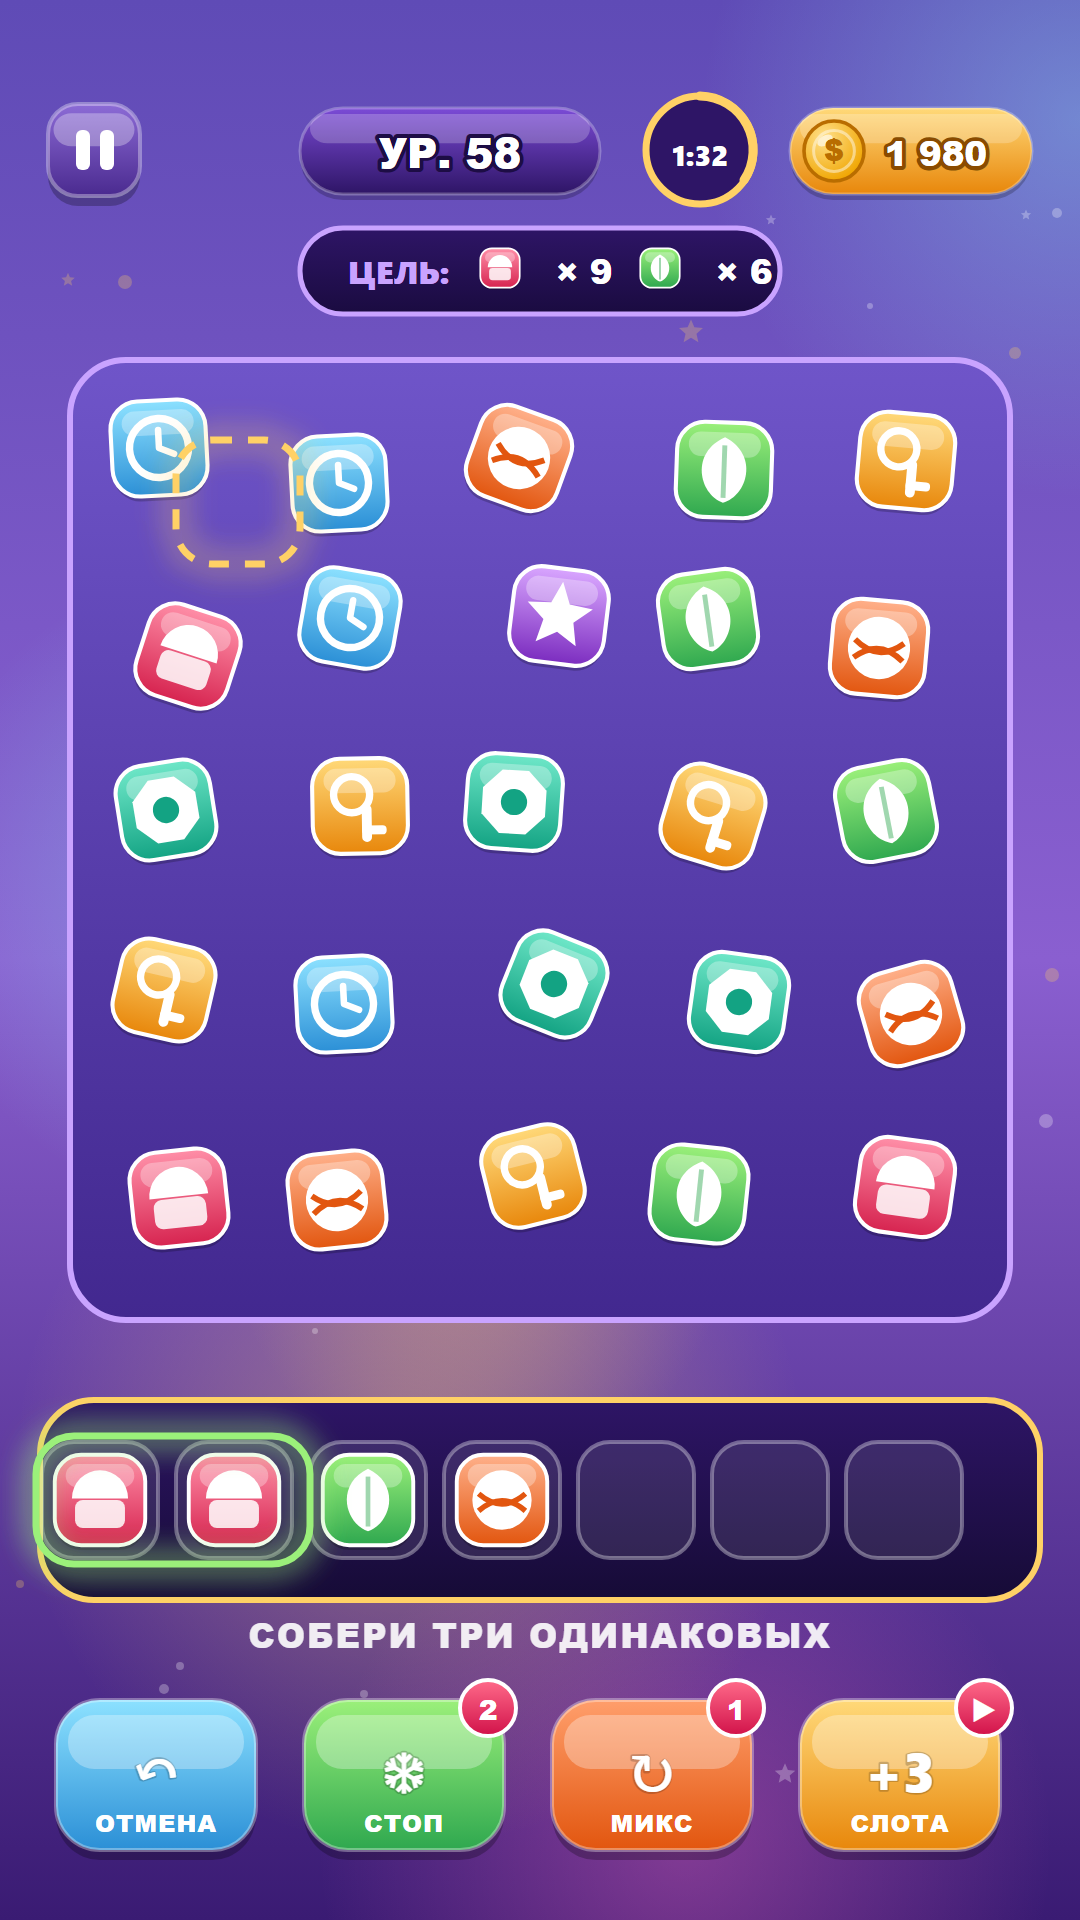 УР. 58
1:32
$ 1 980
ЦЕЛЬ: × 9 × 6
СОБЕРИ ТРИ ОДИНАКОВЫХ
2
1
+3
ОТМЕНА
СТОП
МИКС
СЛОТА